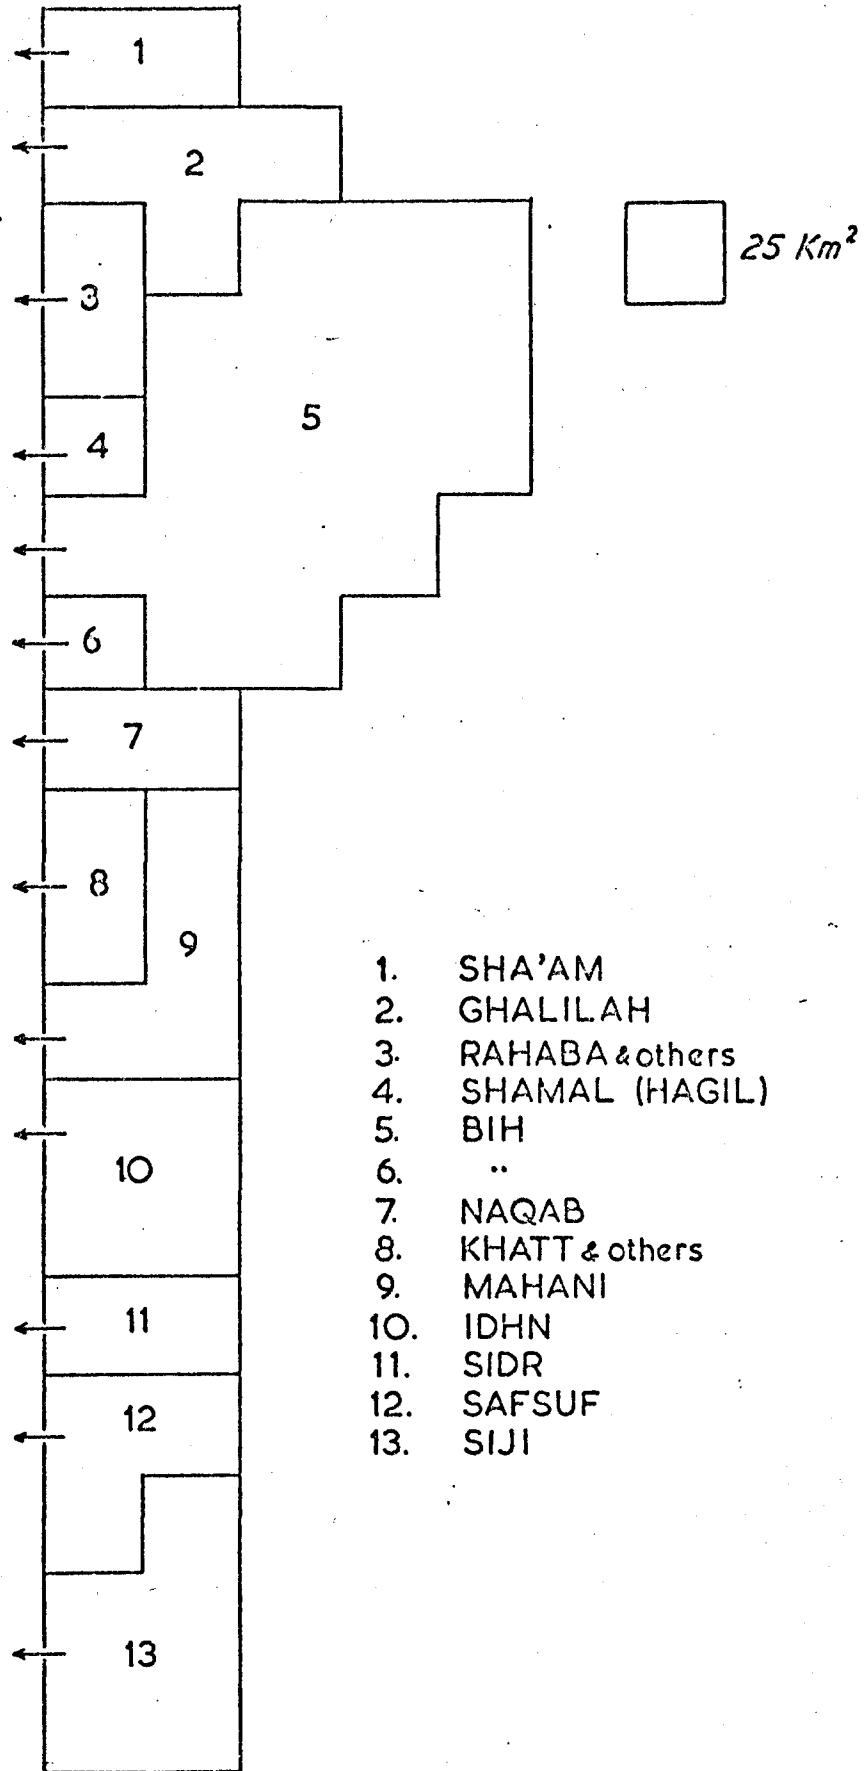 1
2
3
25 Km²
4
5
6
7
8
9
10
11
12
13
1. SHA'AM
2. GHALILAH
3. RAHABA & others
4. SHAMAL (HAGIL)
5. BIH
6. ..
7. NAQAB
8. KHATT & others
9. MAHANI
10. IDHN
11. SIDR
12. SAFSUF
13. SIJI